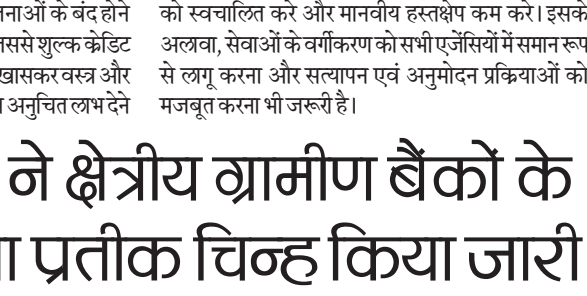 नाओं के बंद होने
ससे शुल्क क्रेडिट
खासकर वस्त्र और
अनुचित लाभ देने
को स्वचालित करे और मानवीय हस्तक्षेप कम करे। इसके
अलावा, सेवाओं के वर्गीकरण को सभी एजेंसियों में समान रूप
से लागू करना और सत्यापन एवं अनुमोदन प्रक्रियाओं को
मजबूत करना भी जरूरी है।
ने क्षेत्रीय ग्रामीण बैंकों के
प्रतीक चिन्ह किया जारी